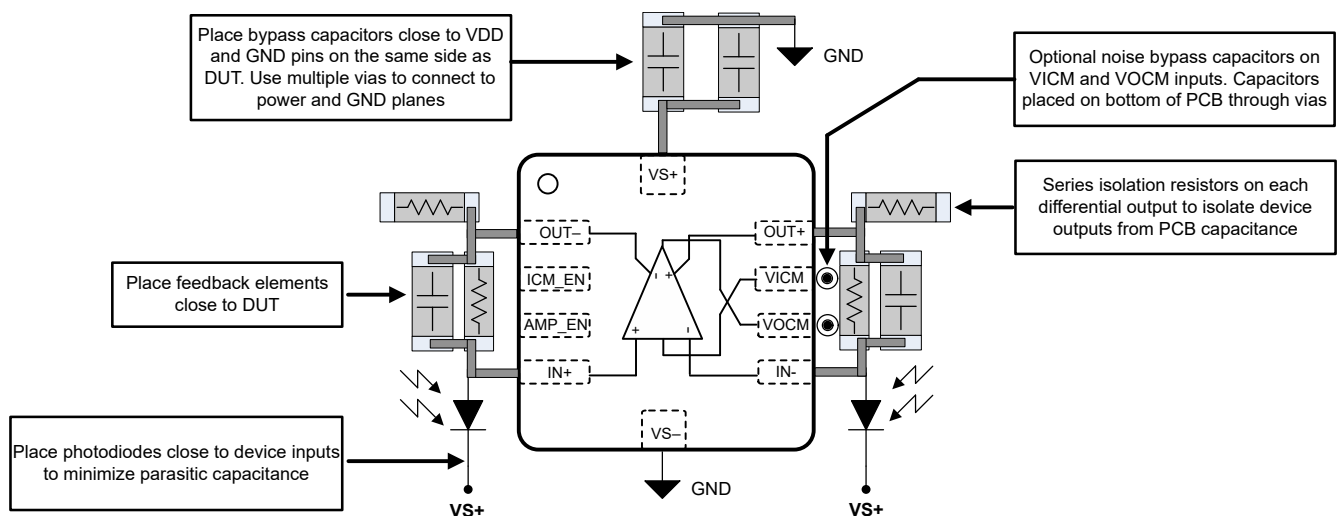 Place bypass capacitors close to VDD
and GND pins on the same side as
DUT. Use multiple vias to connect to
power and GND planes
GND
Optional noise bypass capacitors on
VICM and VOCM inputs. Capacitors
placed on bottom of PCB through vias
Series isolation resistors on each
differential output to isolate device
outputs from PCB capacitance
Place feedback elements
close to DUT
Place photodiodes close to device inputs
to minimize parasitic capacitance
VS+
OUT–
OUT+
ICM_EN
VICM
AMP_EN
VOCM
IN+
IN-
VS–
GND
VS+
VS+